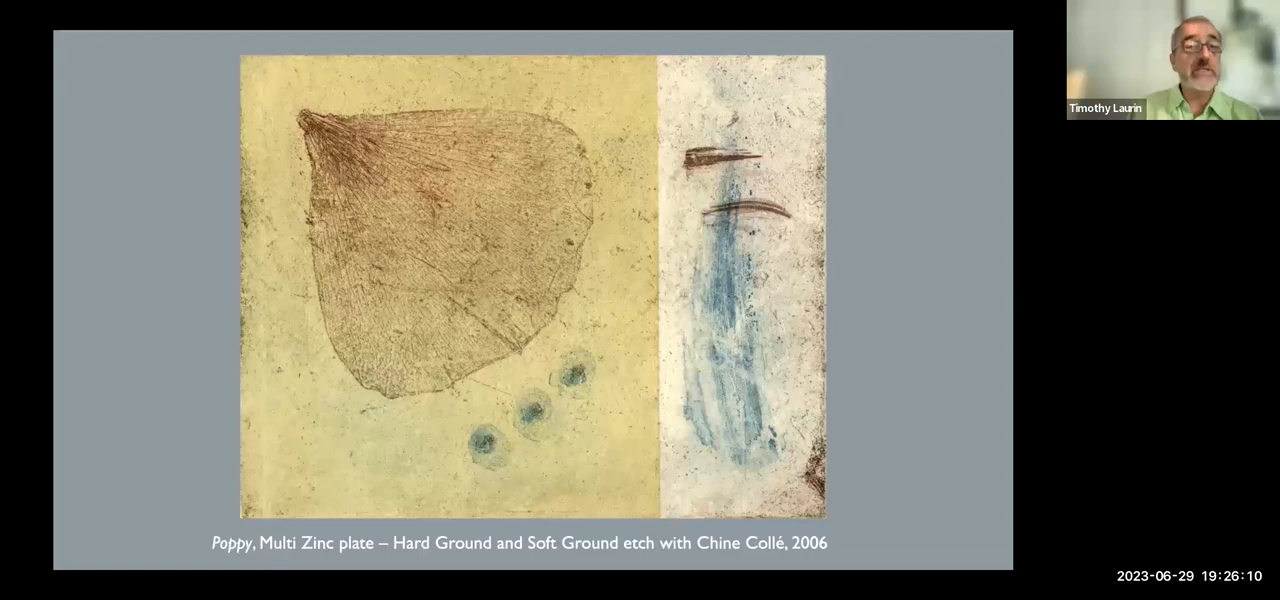 Timothy Laurin
Poppy, Multi Zinc plate – Hard Ground and Soft Ground etch with Chine Collé, 2006
2023-06-29 19:26:10